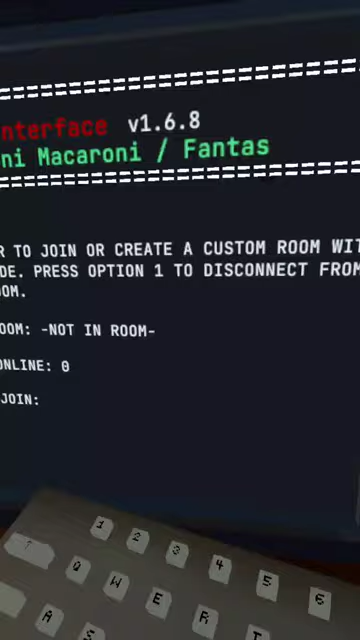 =================================
nterface v1.6.8
ni Macaroni / Fantas
=================================
R TO JOIN OR CREATE A CUSTOM ROOM WIT
DE. PRESS OPTION 1 TO DISCONNECT FROM
OOM.
OOM: -NOT IN ROOM-
ONLINE: 0
JOIN:
1 2 3 4 5 6
Q W E R T
A S